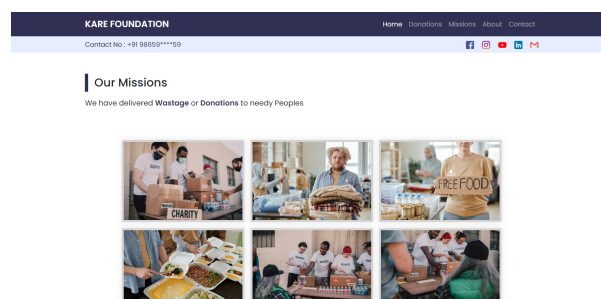 KARE FOUNDATION
Home Donations Missions About Contact
Contact No : +91 98659****59
Our Missions
We have delivered Wastage or Donations to needy Peoples
CHARITY
FREE FOOD